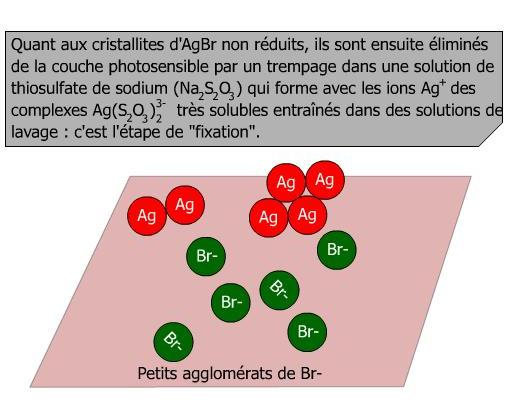 Quant aux cristallites d'AgBr non réduits, ils sont ensuite éliminés
de la couche photosensible par un trempage dans une solution de
thiosulfate de sodium (Na₂S₂O₃) qui forme avec les ions Ag⁺ des
complexes Ag(S₂O₃)₂³⁻ très solubles entraînés dans des solutions de
lavage : c'est l'étape de "fixation".
Ag Ag
Ag Ag
Ag Ag
Br-
Br-
Br-
Br-
Br-
Br-
Petits agglomérats de Br-